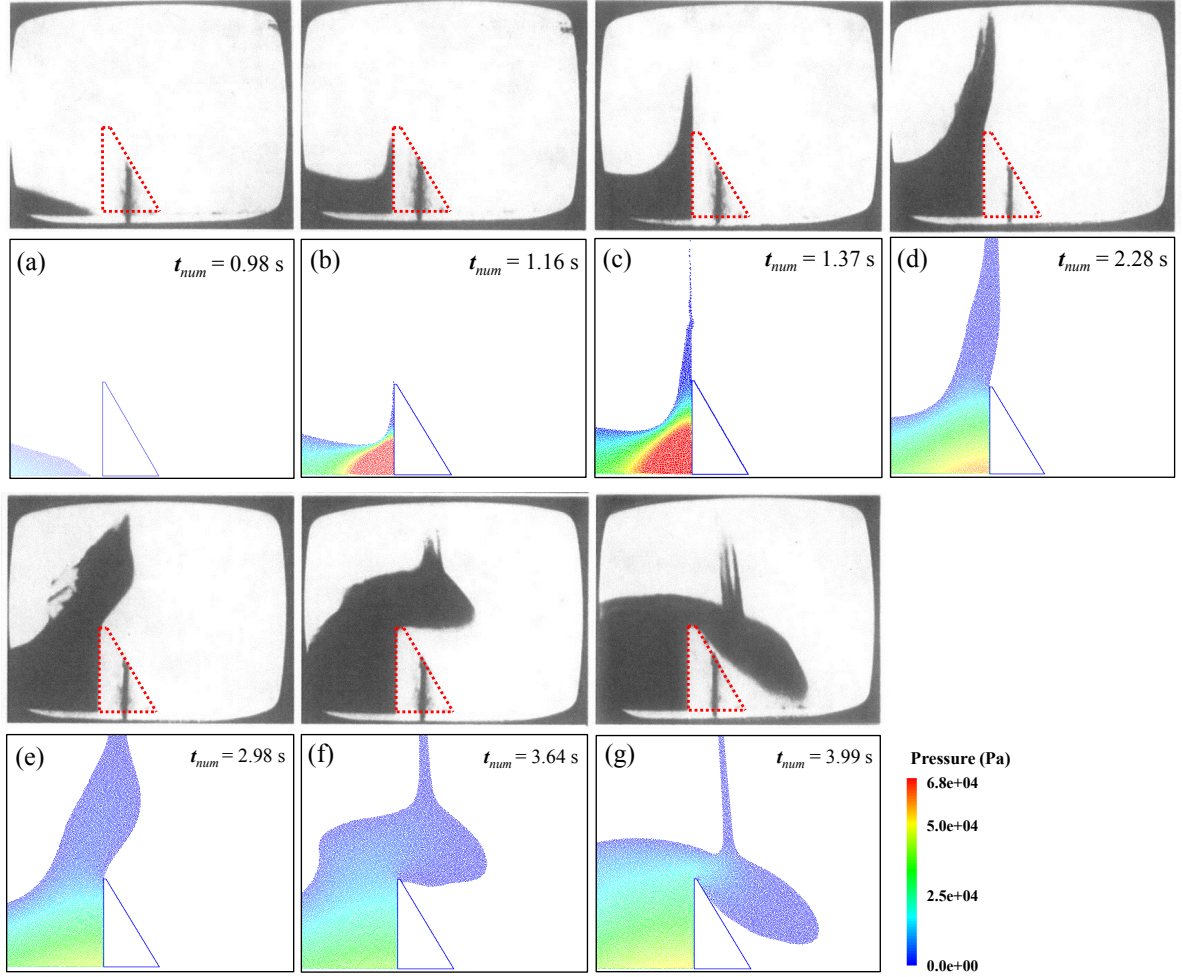 (a) t_num = 0.98 s
(b) t_num = 1.16 s
(c) t_num = 1.37 s
(d) t_num = 2.28 s
(e) t_num = 2.98 s
(f) t_num = 3.64 s
(g) t_num = 3.99 s
Pressure (Pa)
6.8e+04
5.0e+04
2.5e+04
0.0e+00